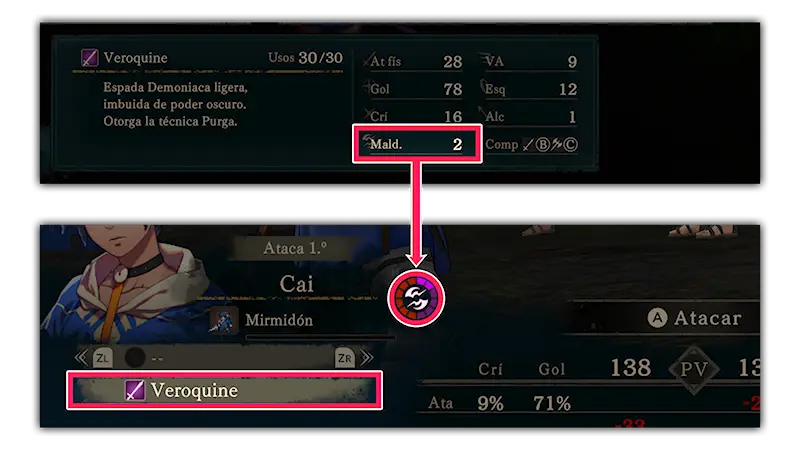 Veroquine Usos 30/30
Espada Demoniaca ligera,
imbuida de poder oscuro.
Otorga la técnica Purga.
At fís 28 VA 9
Gol 78 Esq 12
Crí 16 Alc 1
Mald. 2 Comp B C
Ataca 1.º
Cai
Mirmidón
ZL -- ZR
Veroquine
A Atacar
Crí Gol 138 PV
Ata 9% 71%